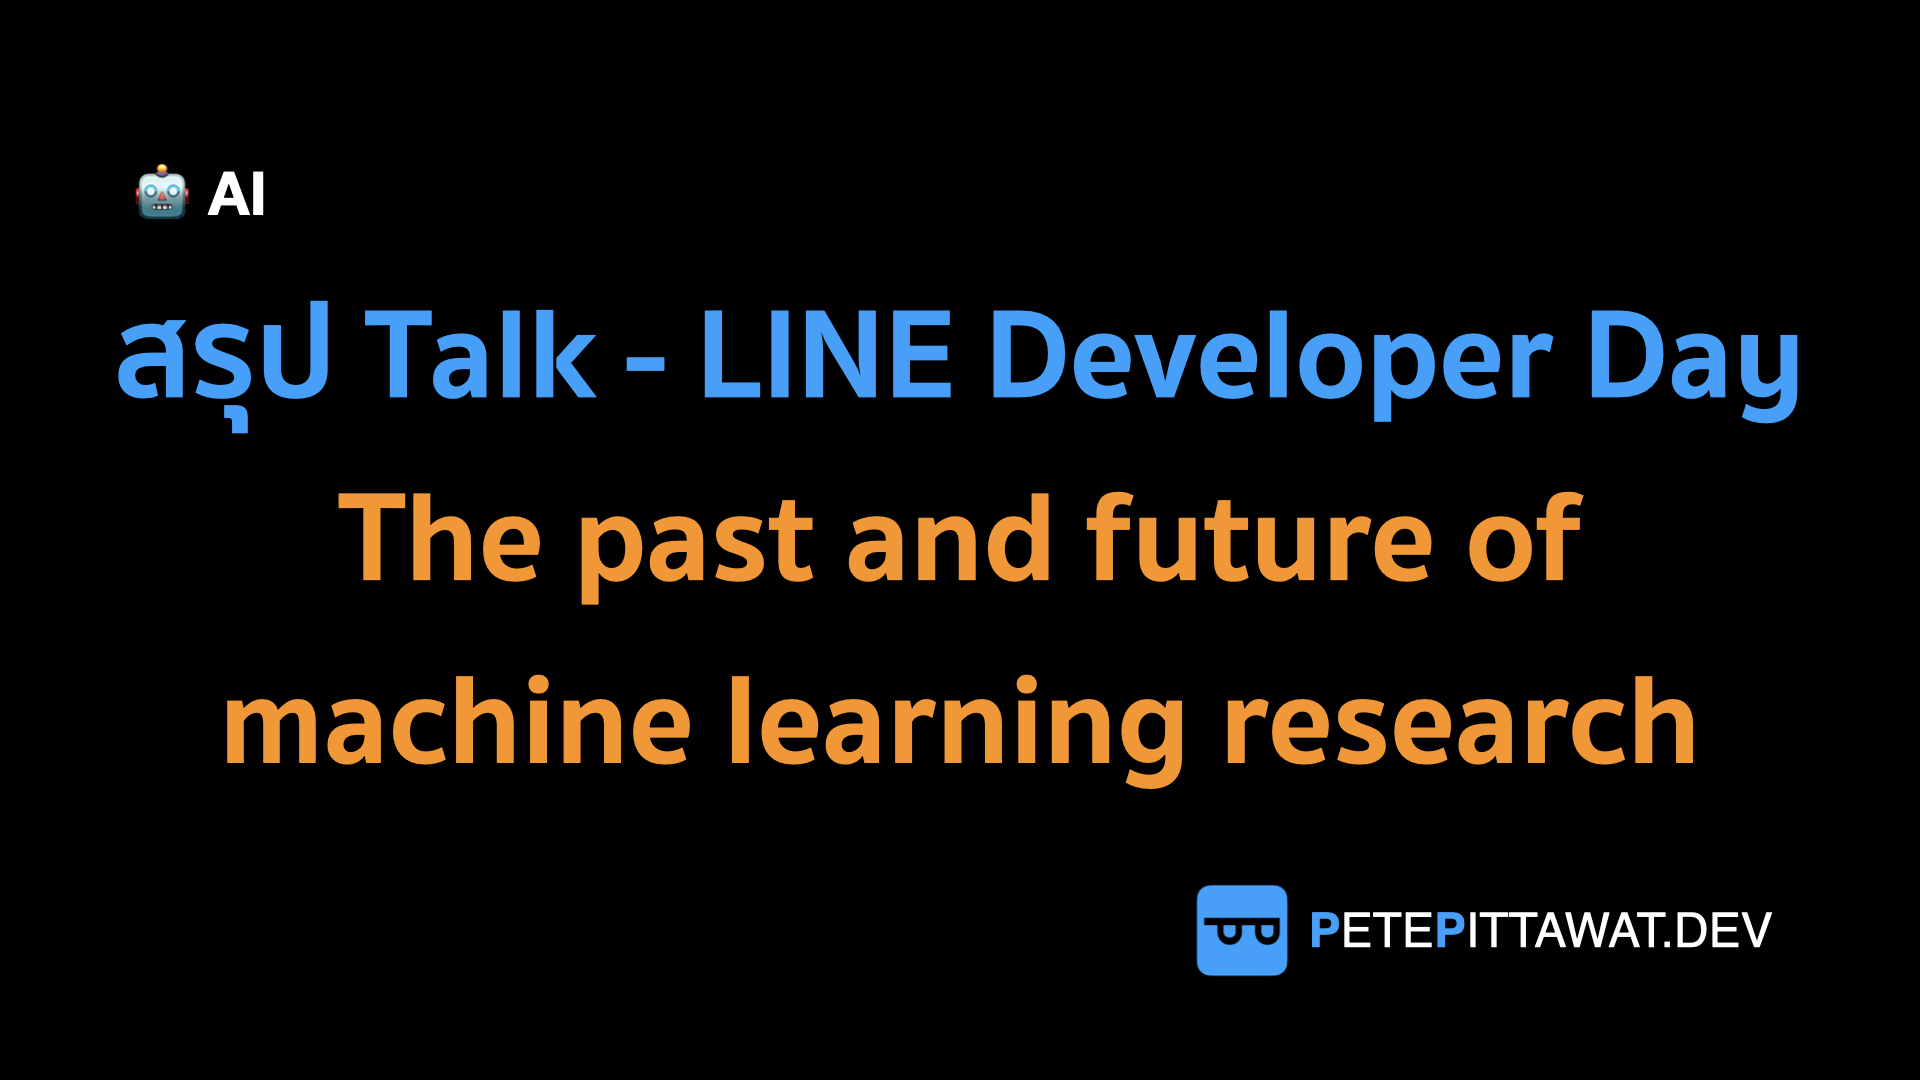 🤖 AI
สรุป Talk - LINE Developer Day
The past and future of
machine learning research
PETEPITTAWAT.DEV